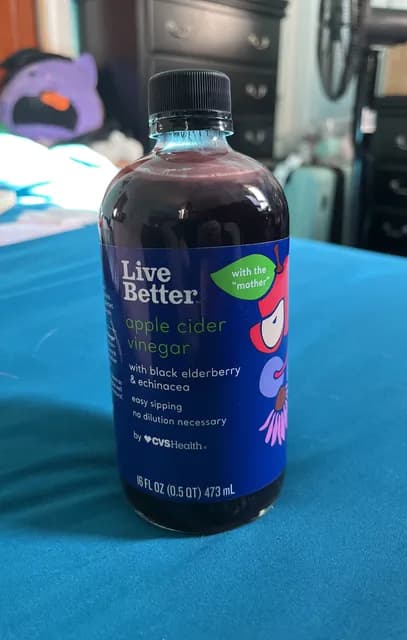 Live
Better™
with the
"mother"
apple cider
vinegar
with black elderberry
& echinacea
easy sipping
no dilution necessary
by CVSHealth®
16 FL OZ (0.5 QT) 473 mL